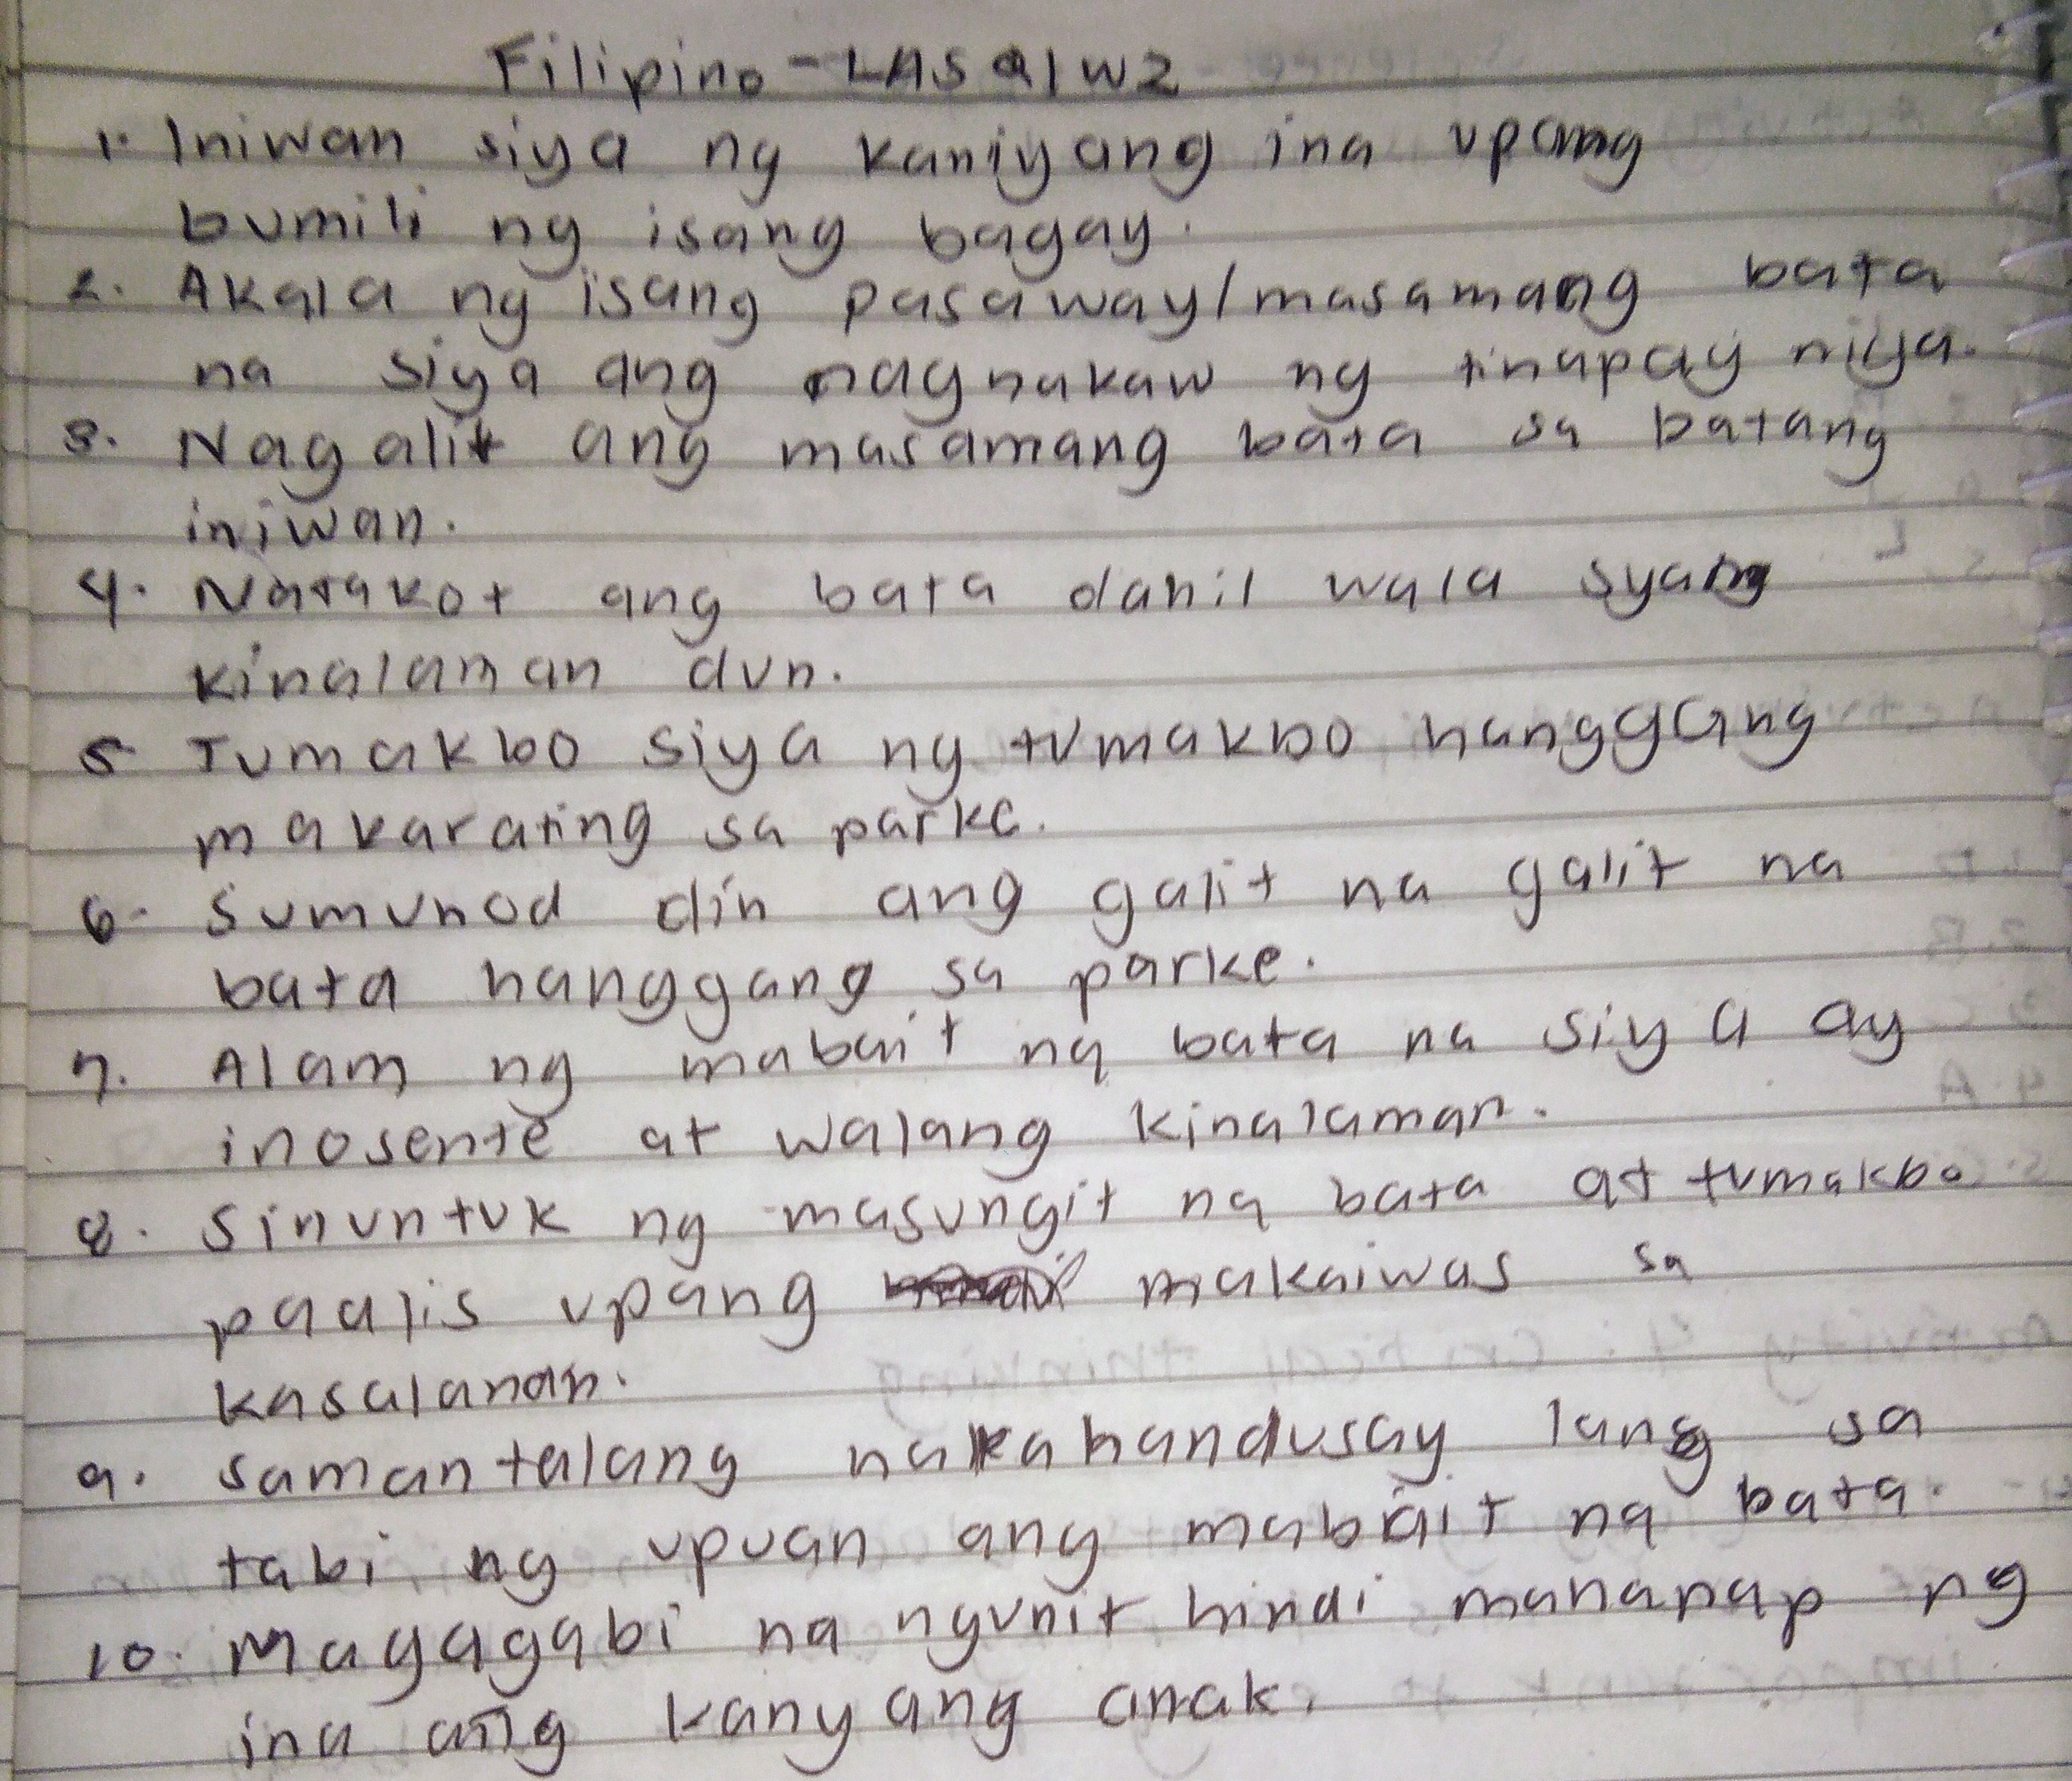 Filipino - LAS Q1 W2
1. Iniwan siya ng kaniyang ina upang
bumili ng isang bagay.
2. Akala ng isang pasaway/masamang bata
na siya ang nagnakaw ng tinapay niya.
3. Nagalit ang masamang bata sa batang
iniwan.
4. Natakot ang bata dahil wala syang
kinalaman dun.
5 Tumakbo siya ng tumakbo hanggang
makarating sa parke.
6. Sumunod din ang galit na galit na
bata hanggang sa parke.
7. Alam ng mabait na bata na siya ay
inosente at walang kinalaman.
8. Sinuntuk ng masungit na bata at tumakbo
paalis upang makaiwas sa
kasalanan.
9. Samantalang nakahandusay lang sa
tabi ng upuan ang mabait na bata.
10. Magagabi na ngunit hindi mahanap ng
ina ang kanyang anak.